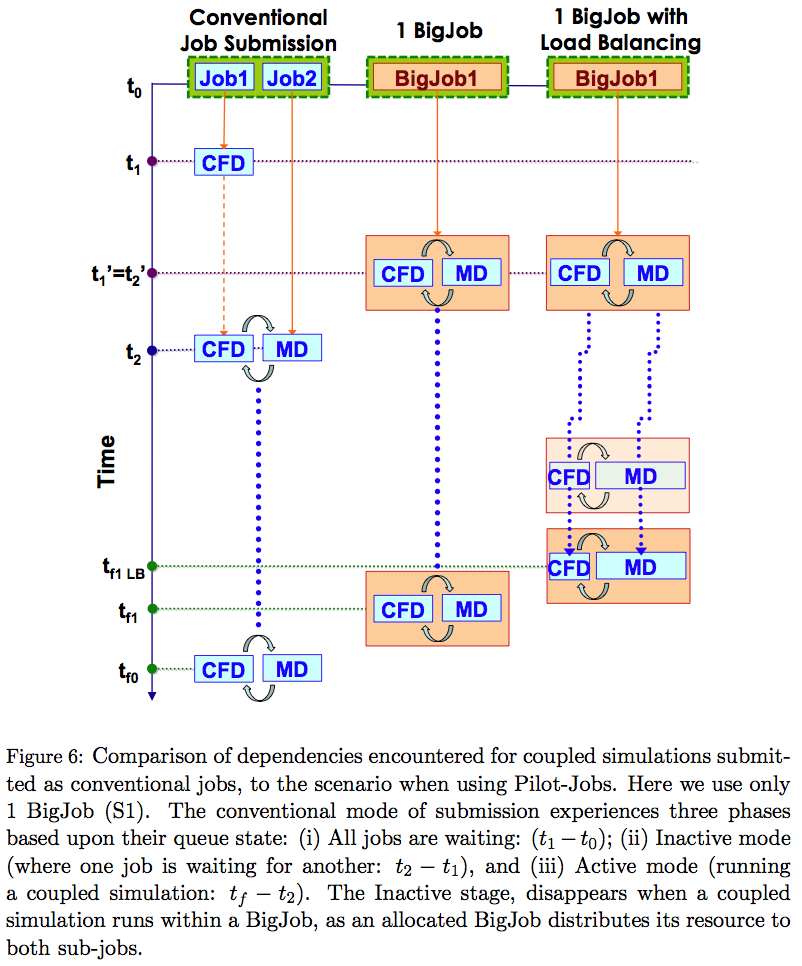 Conventional
Job Submission
1 BigJob
1 BigJob with
Load Balancing
t0
Job1
Job2
BigJob1
BigJob1
t1
CFD
t1'=t2'
CFD
MD
CFD
MD
t2
CFD
MD
Time
CFD
MD
tf1 LB
CFD
MD
tf1
CFD
MD
tf0
CFD
MD
Figure 6: Comparison of dependencies encountered for coupled simulations submit-
ted as conventional jobs, to the scenario when using Pilot-Jobs. Here we use only
1 BigJob (S1). The conventional mode of submission experiences three phases
based upon their queue state: (i) All jobs are waiting: (t1 − t0); (ii) Inactive mode
(where one job is waiting for another: t2 − t1), and (iii) Active mode (running
a coupled simulation: tf − t2). The Inactive stage, disappears when a coupled
simulation runs within a BigJob, as an allocated BigJob distributes its resource to
both sub-jobs.